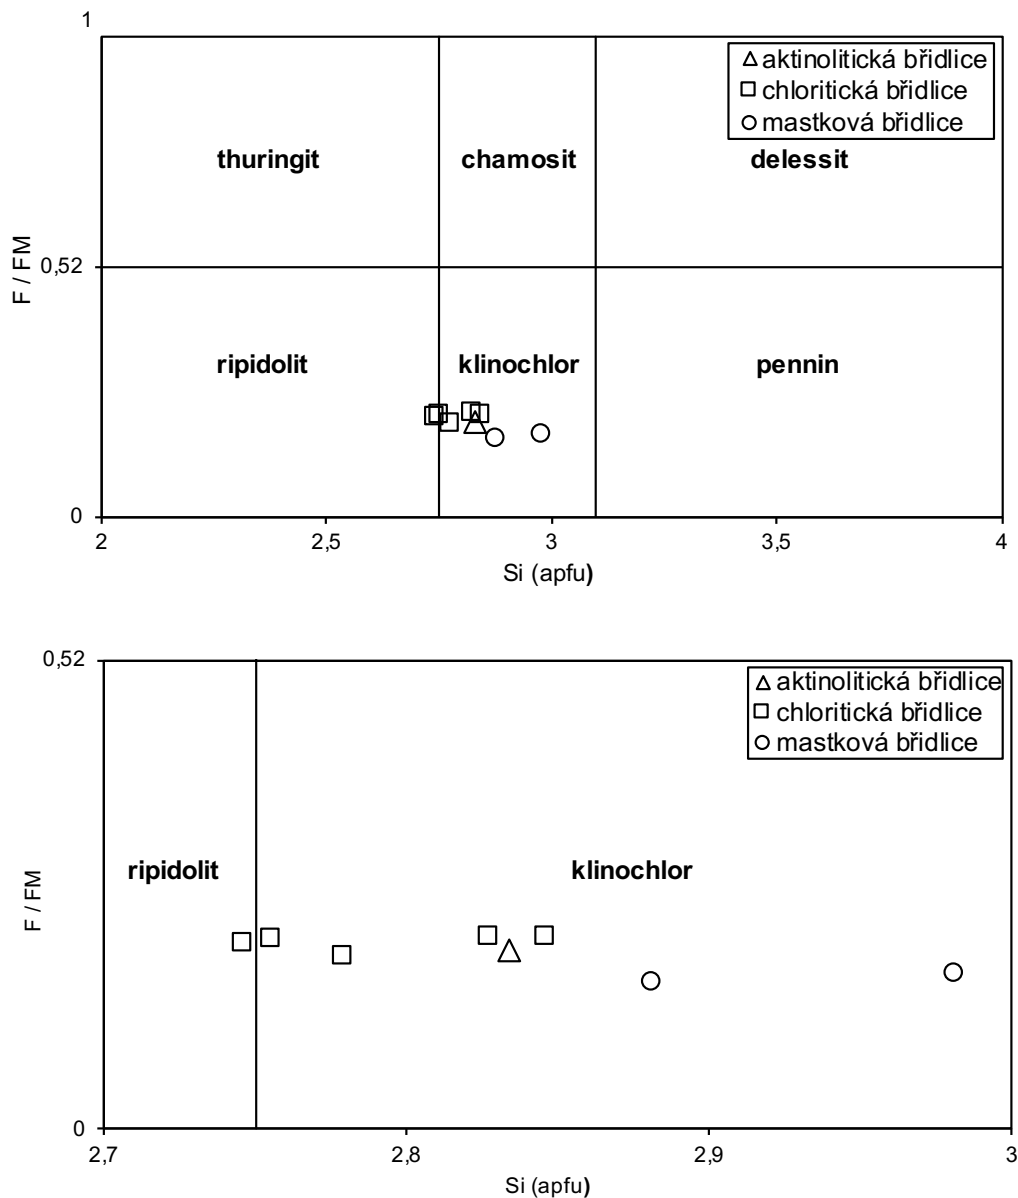 1
aktinolitická břidlice
chloritická břidlice
mastková břidlice
thuringit chamosit delessit
F / FM
0,52
ripidolit klinochlor pennin
0
2 2,5 3 3,5 4
Si (apfu)
0,52
aktinolitická břidlice
chloritická břidlice
mastková břidlice
ripidolit klinochlor
F / FM
0
2,7 2,8 2,9 3
Si (apfu)